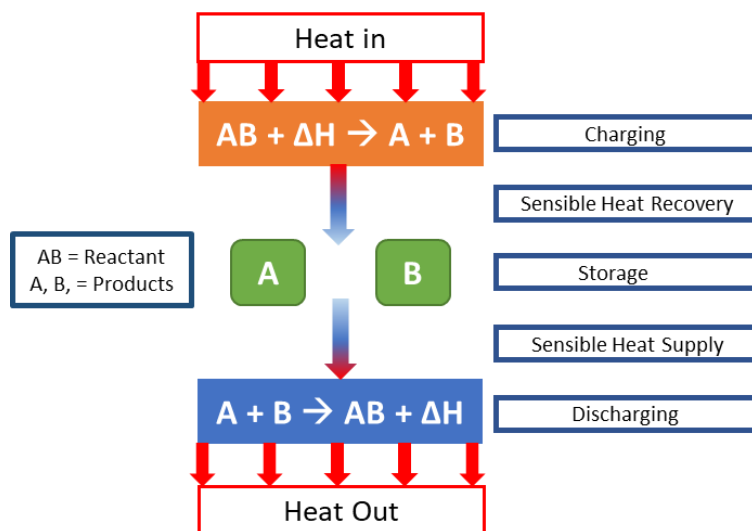 Heat in
AB + ΔH → A + B
Charging
Sensible Heat Recovery
AB = Reactant
A, B, = Products
A
B
Storage
Sensible Heat Supply
A + B → AB + ΔH
Discharging
Heat Out